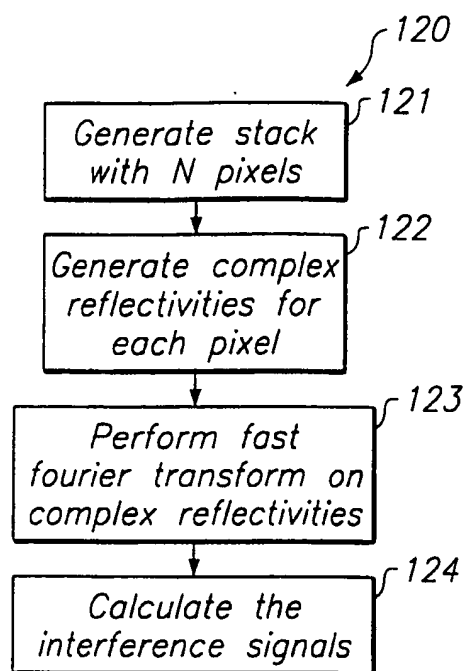 120
121
Generate stack
with N pixels
122
Generate complex
reflectivities for
each pixel
123
Perform fast
fourier transform on
complex reflectivities
124
Calculate the
interference signals